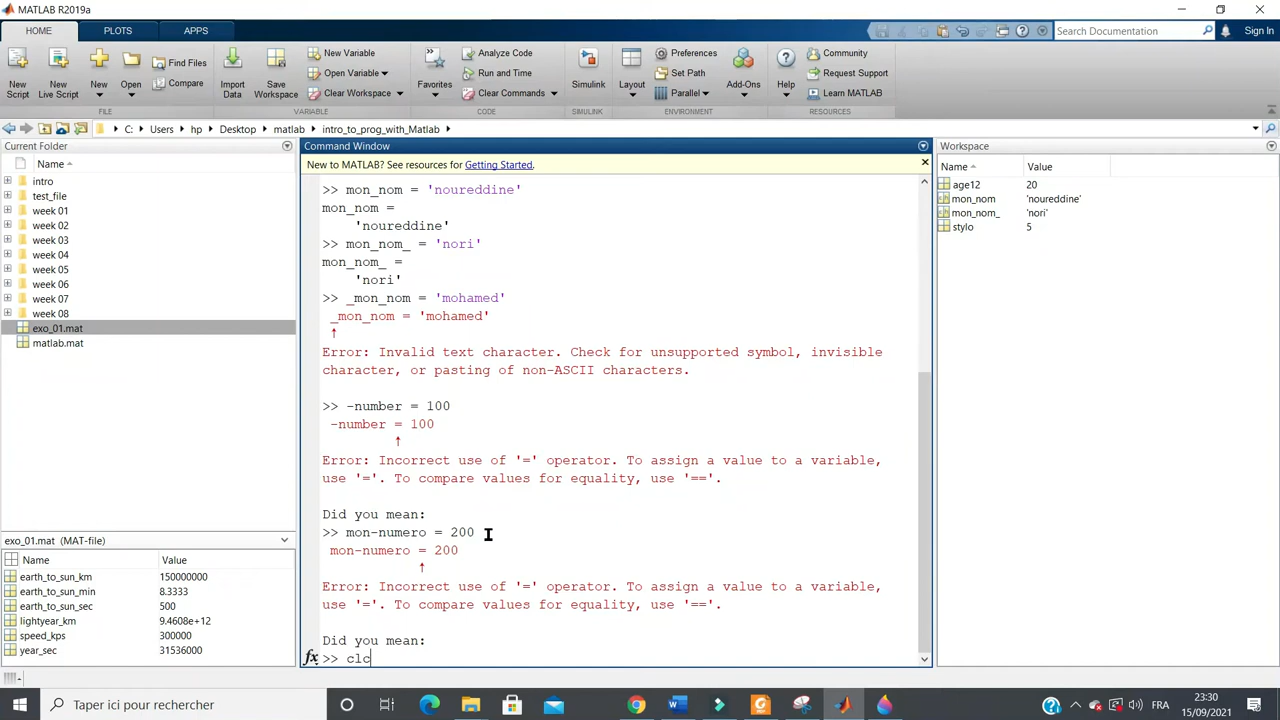 MATLAB R2019a
HOME
PLOTS
APPS
Search Documentation
Sign In
New Script
New Live Script
New
Open
Find Files
Compare
FILE
Import Data
Save Workspace
New Variable
Open Variable
Clear Workspace
VARIABLE
Favorites
Analyze Code
Run and Time
Clear Commands
CODE
Simulink
SIMULINK
Layout
Preferences
Set Path
Parallel
ENVIRONMENT
Add-Ons
Help
Community
Request Support
Learn MATLAB
RESOURCES
C: Users hp Desktop matlab intro_to_prog_with_Matlab
Current Folder
Name
intro
test_file
week 01
week 02
week 03
week 04
week 05
week 06
week 07
week 08
exo_01.mat
matlab.mat
exo_01.mat (MAT-file)
Name Value
earth_to_sun_km 150000000
earth_to_sun_min 8.3333
earth_to_sun_sec 500
lightyear_km 9.4608e+12
speed_kps 300000
year_sec 31536000
Command Window
New to MATLAB? See resources for Getting Started.
>> mon_nom = 'noureddine'
mon_nom =
'noureddine'
>> mon_nom_ = 'nori'
mon_nom_ =
'nori'
>> _mon_nom = 'mohamed'
_mon_nom = 'mohamed'
↑
Error: Invalid text character. Check for unsupported symbol, invisible
character, or pasting of non-ASCII characters.
>> -number = 100
-number = 100
↑
Error: Incorrect use of '=' operator. To assign a value to a variable,
use '='. To compare values for equality, use '=='.
Did you mean:
>> mon-numero = 200
mon-numero = 200
↑
Error: Incorrect use of '=' operator. To assign a value to a variable,
use '='. To compare values for equality, use '=='.
Did you mean:
fx >> clc
Workspace
Name Value
age12 20
mon_nom 'noureddine'
mon_nom_ 'nori'
stylo 5
Taper ici pour rechercher
FRA
23:30
15/09/2021